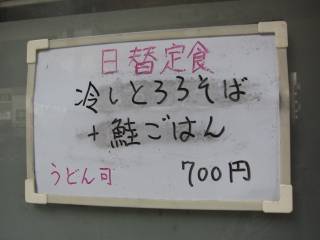 日替定食
冷しとろろそば
+鮭ごはん
うどん可 700円